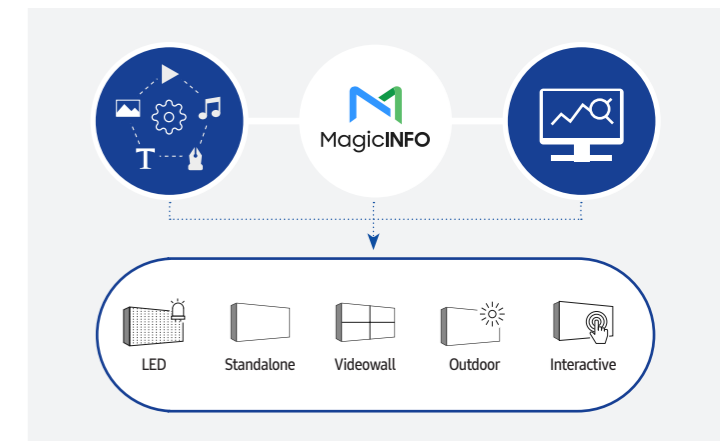 T
MagicINFO
LED
Standalone
Videowall
Outdoor
Interactive